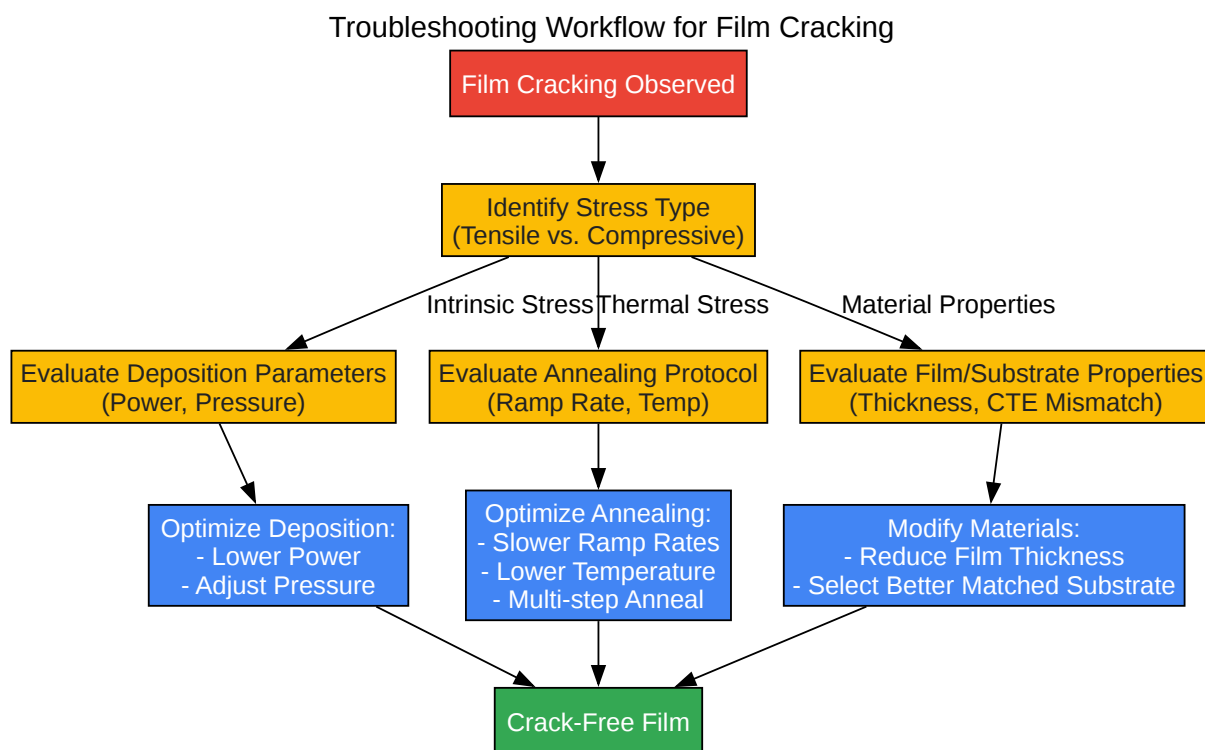 Troubleshooting Workflow for Film Cracking
Film Cracking Observed
Identify Stress Type
(Tensile vs. Compressive)
Intrinsic Stress
Thermal Stress
Material Properties
Evaluate Deposition Parameters
(Power, Pressure)
Evaluate Annealing Protocol
(Ramp Rate, Temp)
Evaluate Film/Substrate Properties
(Thickness, CTE Mismatch)
Optimize Deposition:
- Lower Power
- Adjust Pressure
Optimize Annealing:
- Slower Ramp Rates
- Lower Temperature
- Multi-step Anneal
Modify Materials:
- Reduce Film Thickness
- Select Better Matched Substrate
Crack-Free Film